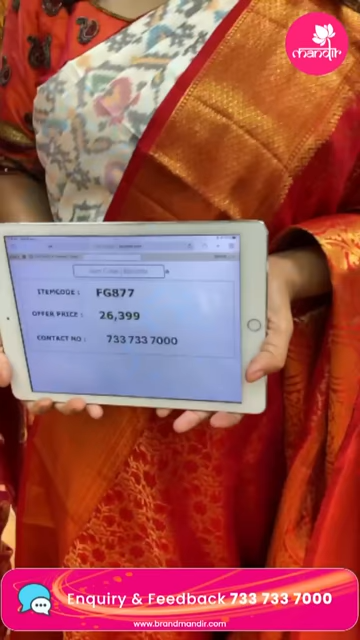 mandir
ITEMCODE : FG877
OFFER PRICE : 26,399
CONTACT NO : 733 733 7000
Enquiry & Feedback 733 733 7000
www.brandmandir.com